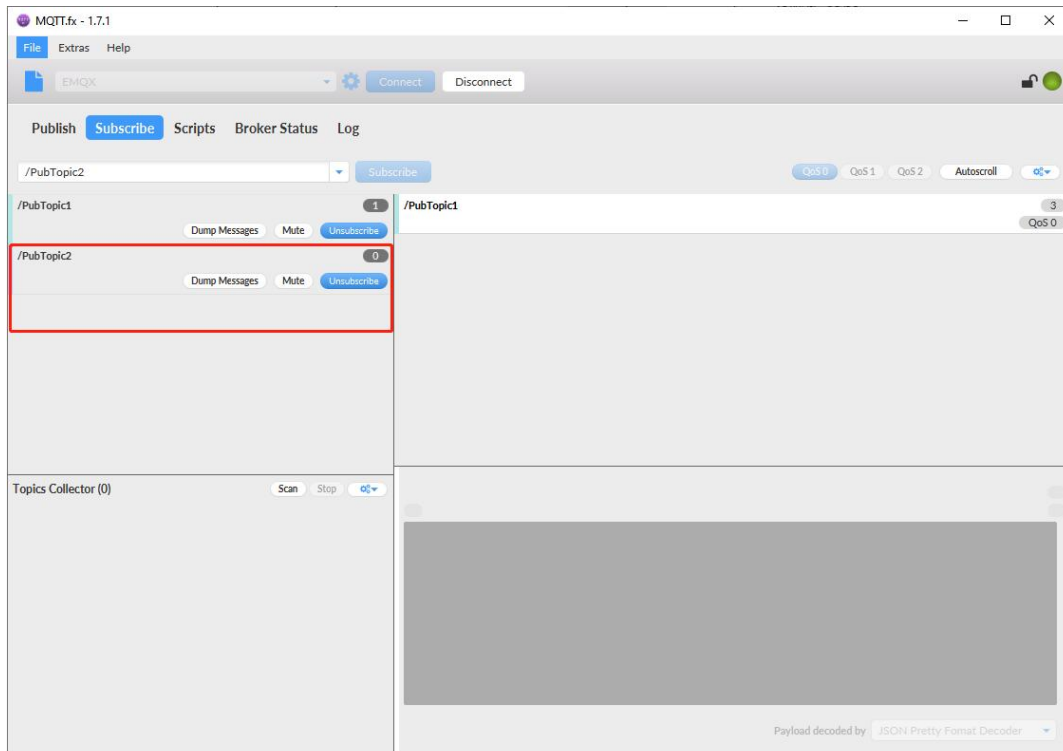 MQTT.fx - 1.7.1
File Extras Help
EMQX Connect Disconnect
Publish Subscribe Scripts Broker Status Log
/PubTopic2 Subscribe QoS 0 QoS 1 QoS 2 Autoscroll
/PubTopic1 1
Dump Messages Mute Unsubscribe
/PubTopic2 0
Dump Messages Mute Unsubscribe
/PubTopic1 3
QoS 0
Topics Collector (0) Scan Stop
Payload decoded by JSON Pretty Fomat Decoder